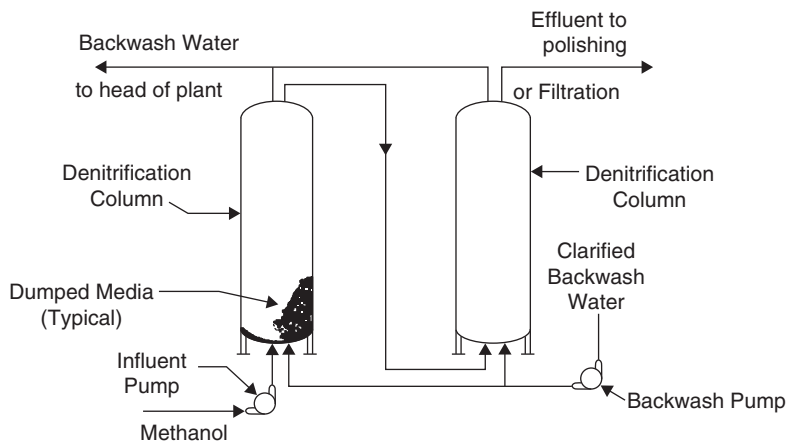 Backwash Water
to head of plant
Effluent to
polishing
or Filtration
Denitrification
Column
Denitrification
Column
Clarified
Backwash
Water
Dumped Media
(Typical)
Influent
Pump
Methanol
Backwash Pump